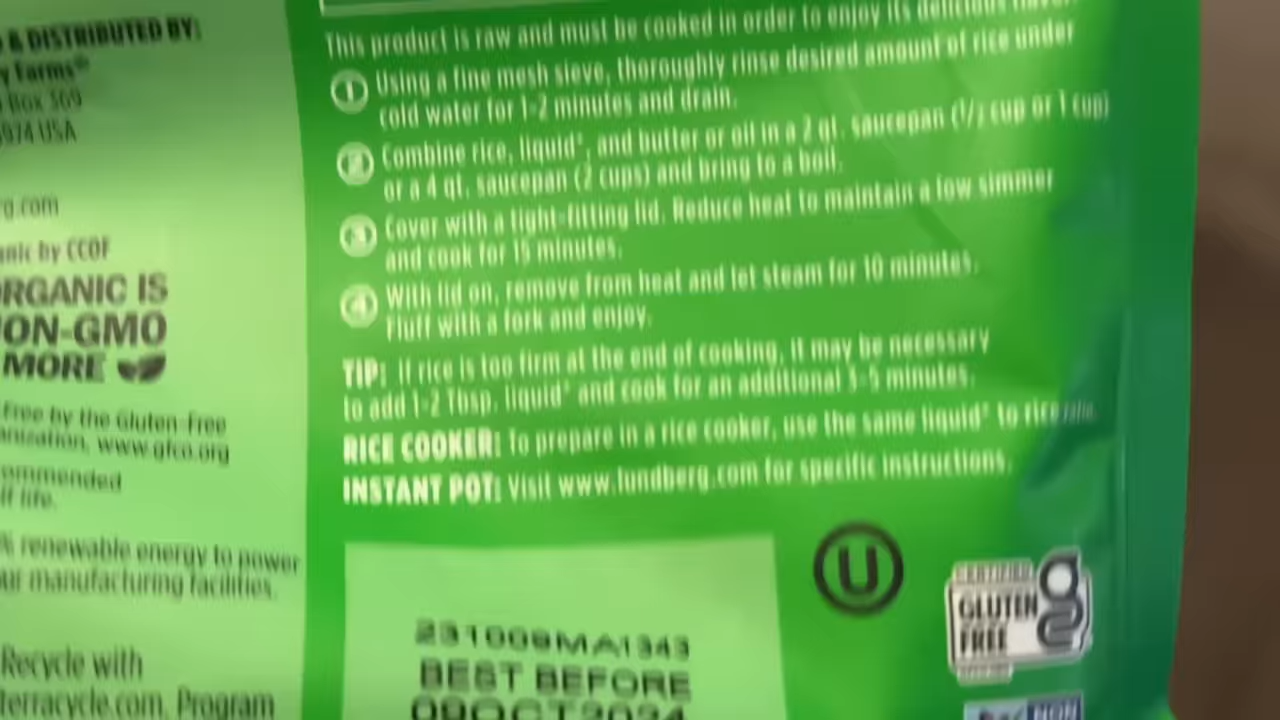 & DISTRIBUTED BY:
y Farms®
Box 369
5974 USA
g.com
anic by CCOF
ORGANIC IS
NON-GMO
MORE
Free by the Gluten-Free
anization, www.gfco.org
ommended
lf life.
% renewable energy to power
our manufacturing facilities.
Recycle with
terracycle.com. Program
This product is raw and must be cooked in order to enjoy its delicious flavor
1 Using a fine mesh sieve, thoroughly rinse desired amount of rice under
cold water for 1-2 minutes and drain.
2 Combine rice, liquid*, and butter or oil in a 2 qt. saucepan (1/2 cup or 1 cup)
or a 4 qt. saucepan (2 cups) and bring to a boil.
3 Cover with a tight-fitting lid. Reduce heat to maintain a low simmer
and cook for 15 minutes.
4 With lid on, remove from heat and let steam for 10 minutes.
Fluff with a fork and enjoy.
TIP: If rice is too firm at the end of cooking, it may be necessary
to add 1-2 Tbsp. liquid* and cook for an additional 3-5 minutes.
RICE COOKER: To prepare in a rice cooker, use the same liquid* to rice
INSTANT POT: Visit www.lundberg.com for specific instructions.
U
CERTIFIED
GLUTEN
FREE
231009MA1343
BEST BEFORE
09OCT2024
NON